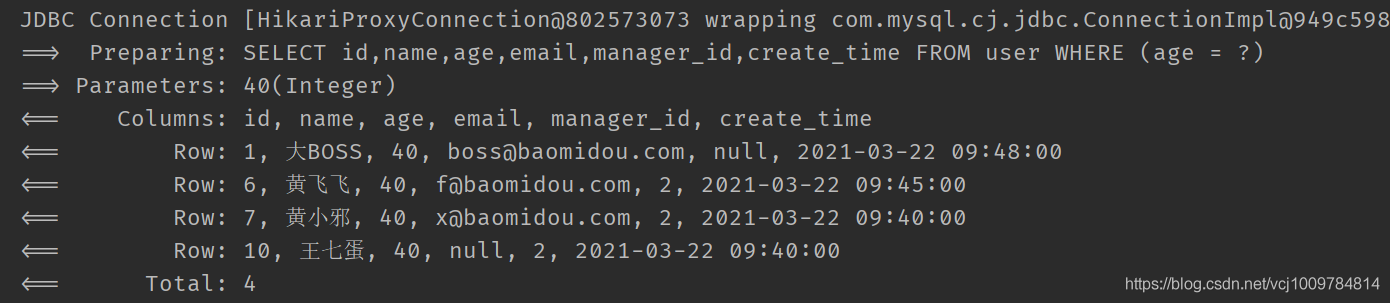 JDBC Connection [HikariProxyConnection@802573073 wrapping com.mysql.cj.jdbc.ConnectionImpl@949c598
==> Preparing: SELECT id,name,age,email,manager_id,create_time FROM user WHERE (age = ?)
==> Parameters: 40(Integer)
<== Columns: id, name, age, email, manager_id, create_time
<== Row: 1, 大BOSS, 40, boss@baomidou.com, null, 2021-03-22 09:48:00
<== Row: 6, 黄飞飞, 40, f@baomidou.com, 2, 2021-03-22 09:45:00
<== Row: 7, 黄小邪, 40, x@baomidou.com, 2, 2021-03-22 09:40:00
<== Row: 10, 王七蛋, 40, null, 2, 2021-03-22 09:40:00
<== Total: 4
https://blog.csdn.net/vcj1009784814